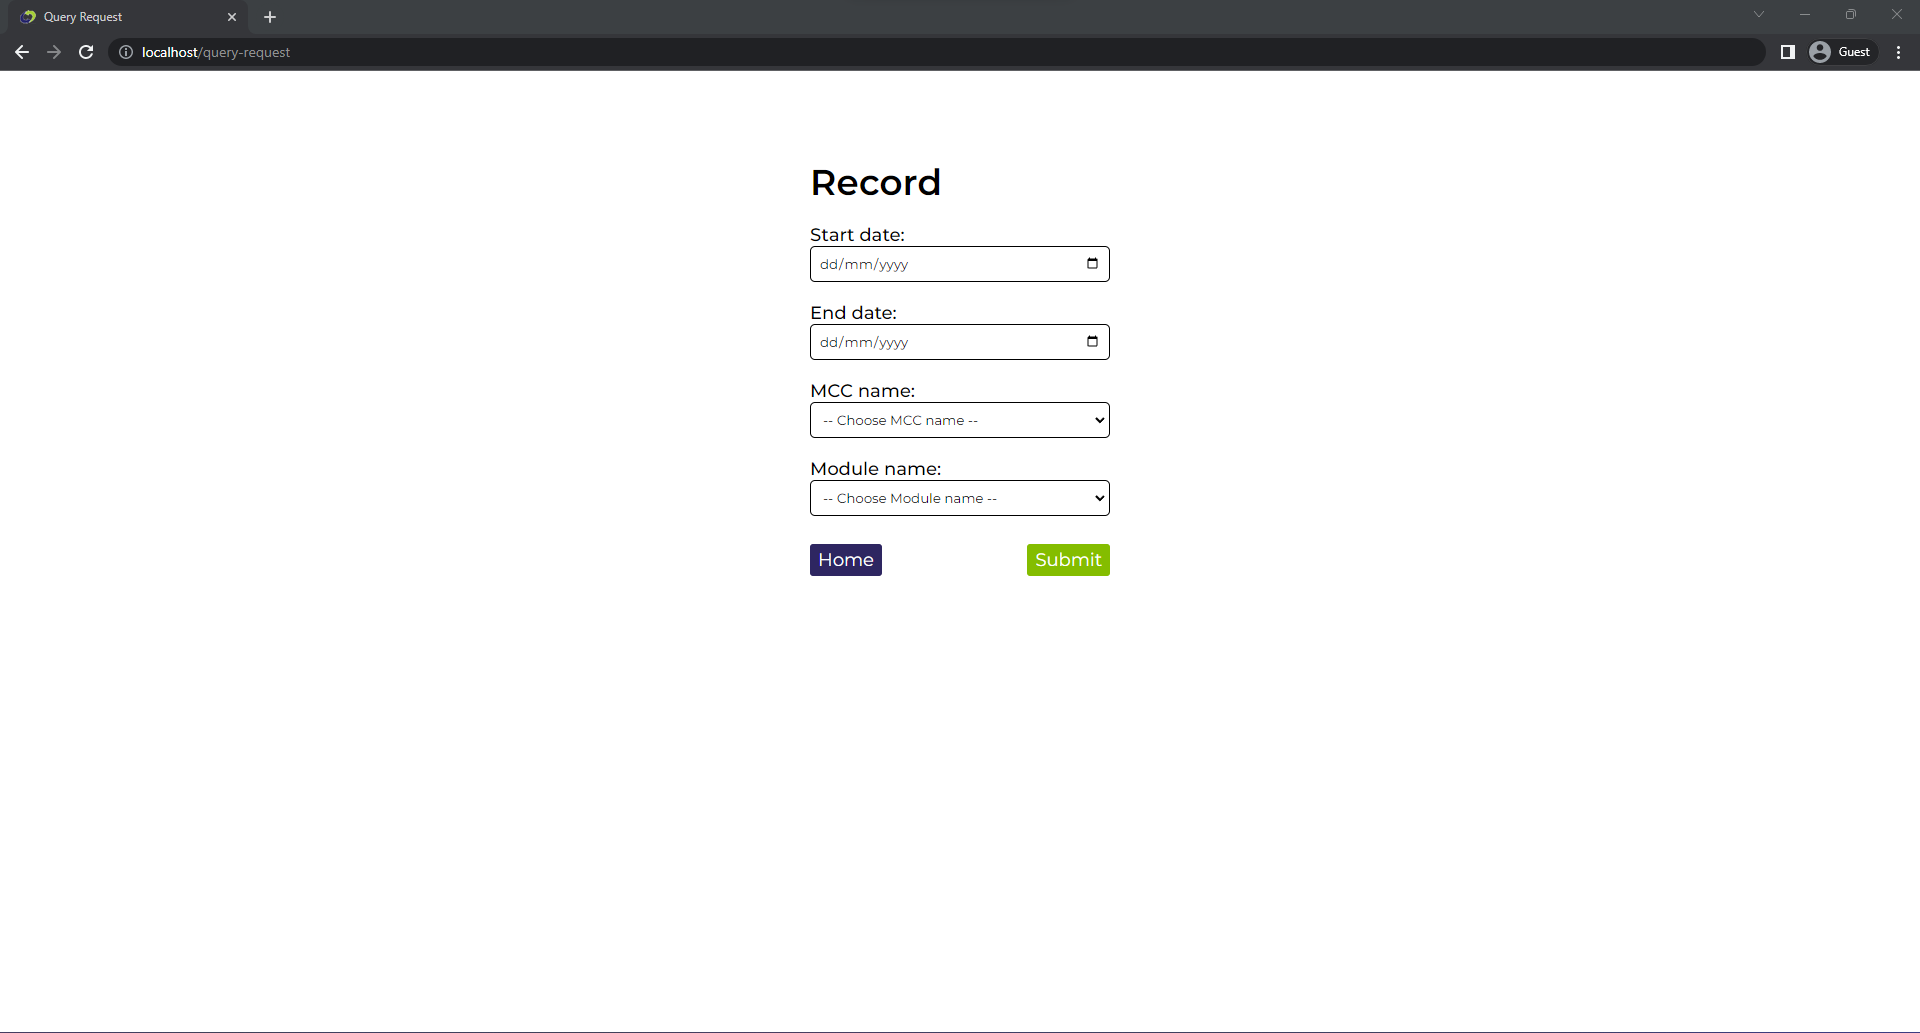 Query Request
localhost/query-request
Guest
Record
Start date:
dd/mm/yyyy
End date:
dd/mm/yyyy
MCC name:
-- Choose MCC name --
Module name:
-- Choose Module name --
Home Submit